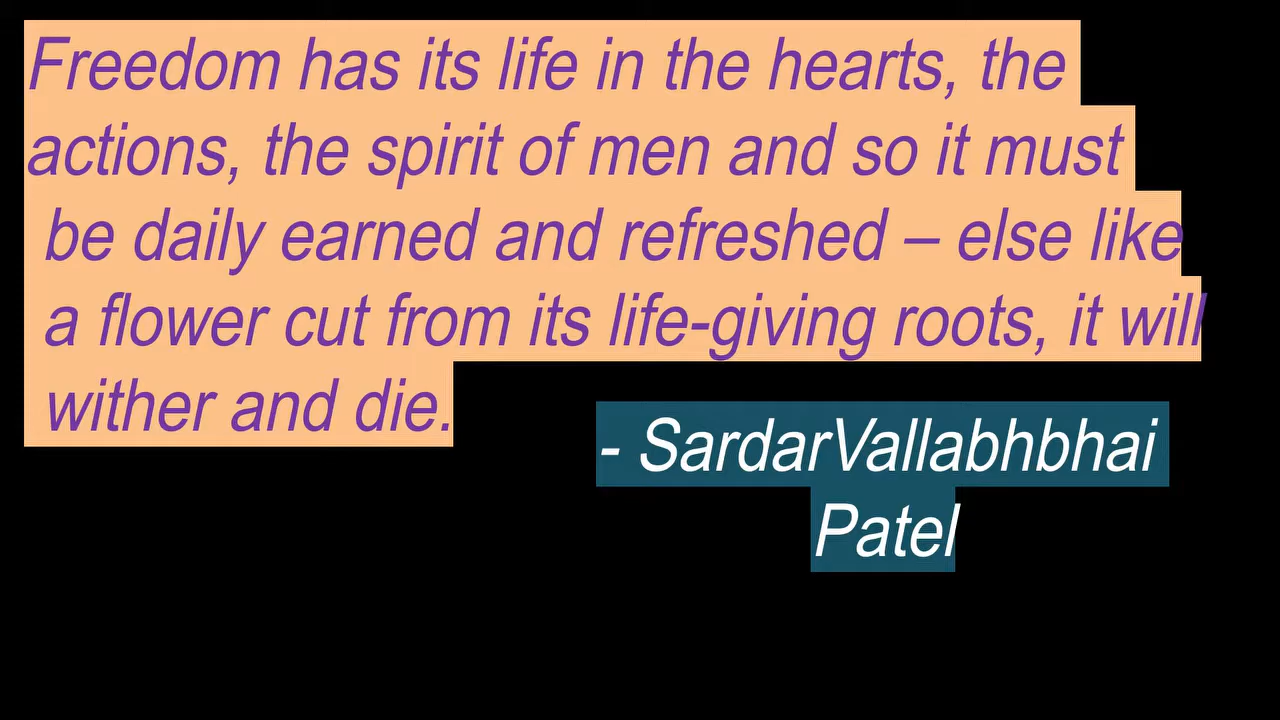 Freedom has its life in the hearts, the
actions, the spirit of men and so it must
be daily earned and refreshed – else like
a flower cut from its life-giving roots, it will
wither and die.
- SardarVallabhbhai
Patel